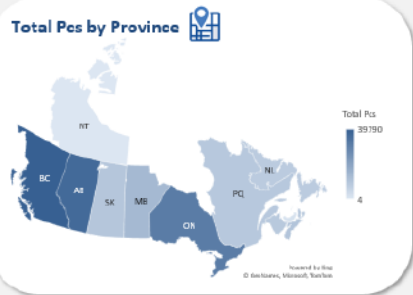 Total Pcs by Province
NT
Total Pcs
39790
BC
AB
SK
MB
ON
PQ
NL
4
Powered by Bing
© GeoNames, Microsoft, TomTom